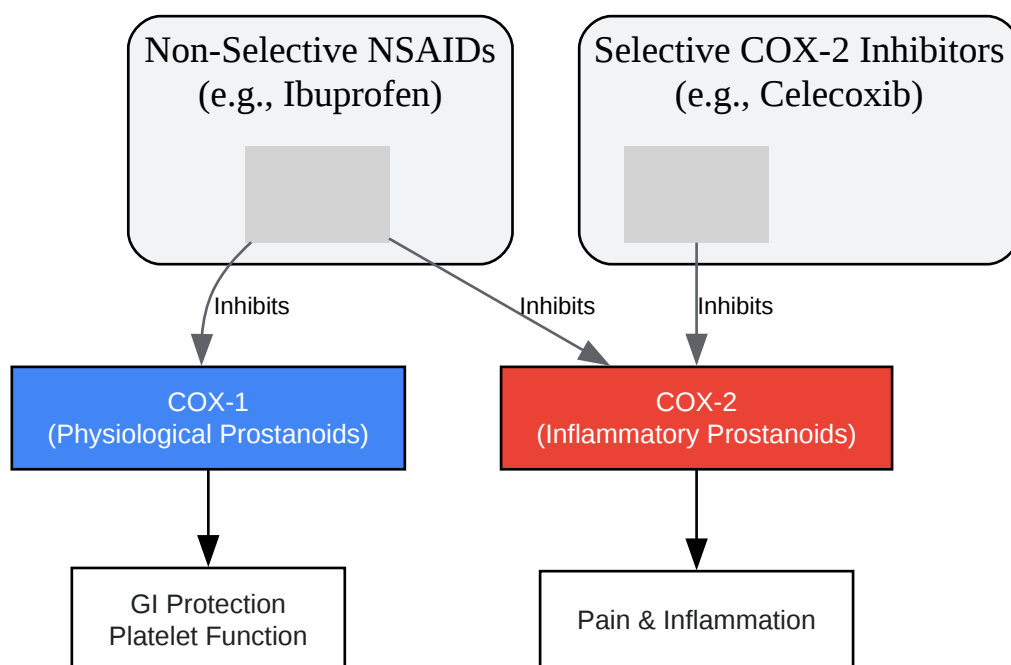 Non-Selective NSAIDs
(e.g., Ibuprofen)
Selective COX-2 Inhibitors
(e.g., Celecoxib)
Inhibits
Inhibits
Inhibits
COX-1
(Physiological Prostanoids)
COX-2
(Inflammatory Prostanoids)
GI Protection
Platelet Function
Pain & Inflammation